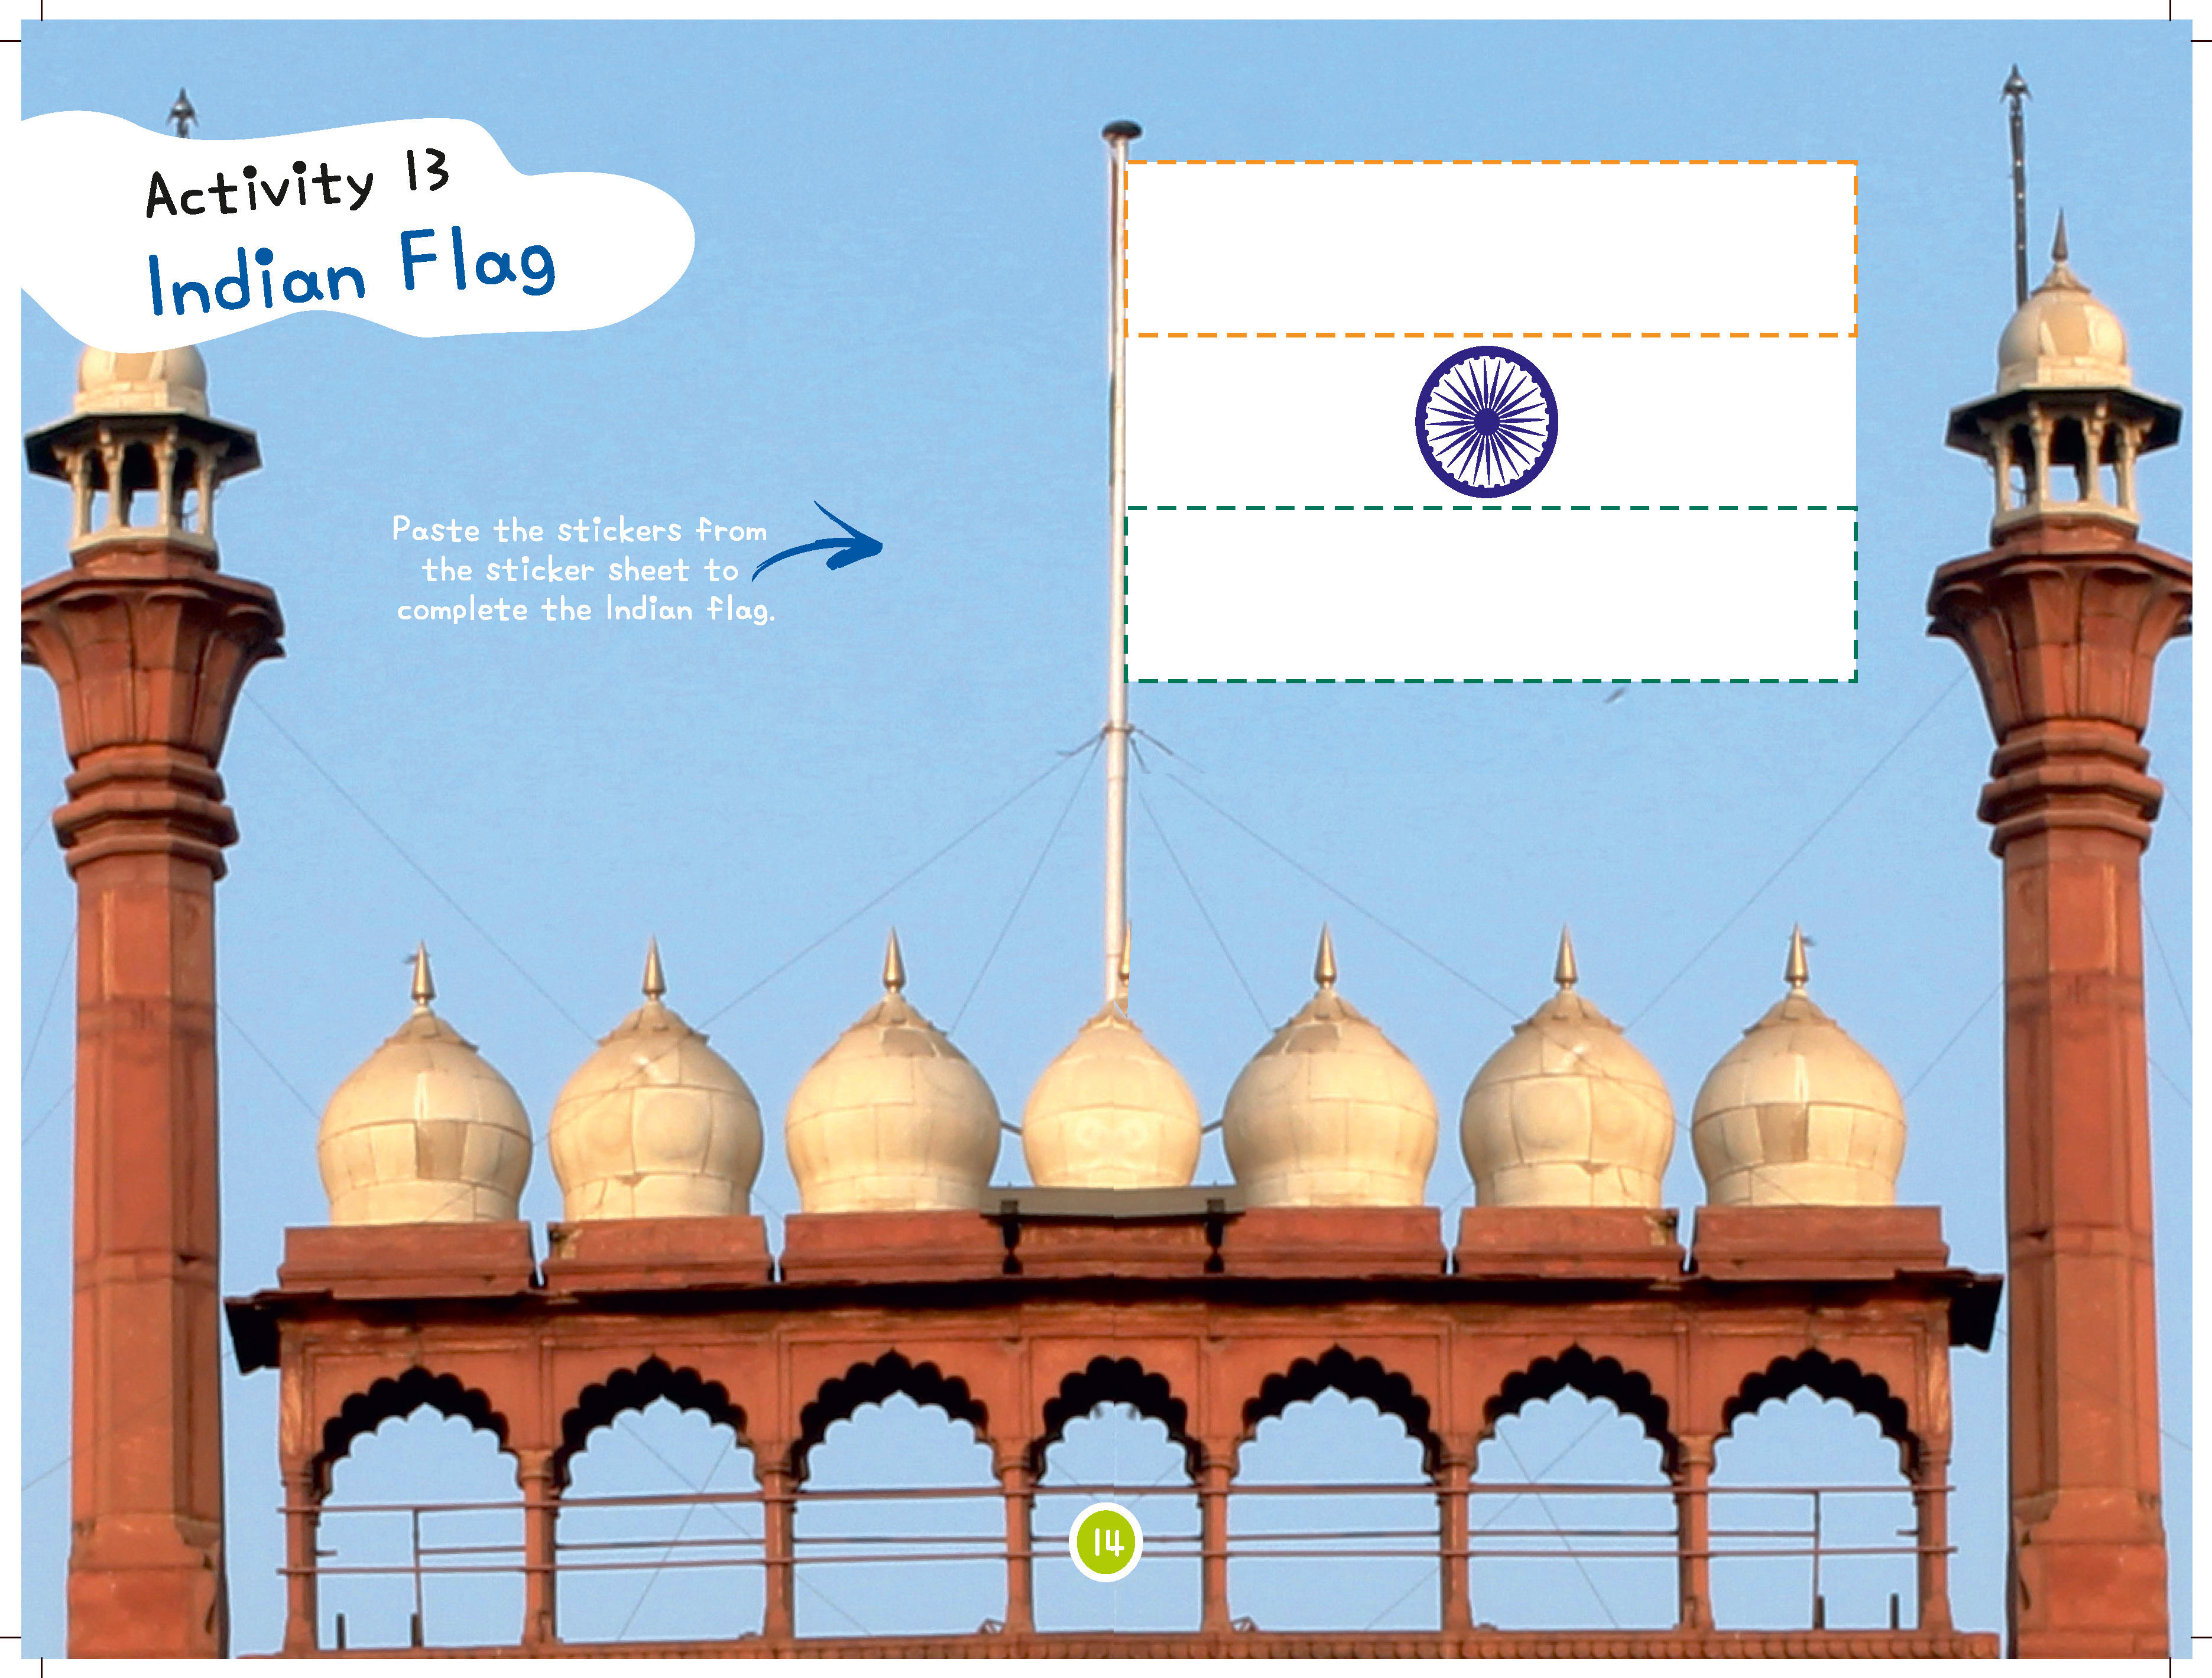 Activity 13
Indian Flag
Paste the stickers from
the sticker sheet to
complete the Indian flag.
14